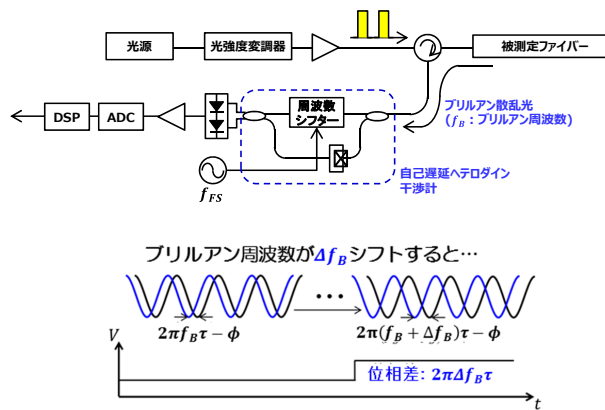 光源
光強度変調器
被測定ファイバー
DSP
ADC
周波数
シフター
ブリルアン散乱光
(fB:ブリルアン周波数)
fFS
自己遅延ヘテロダイン
干渉計
ブリルアン周波数がΔfBシフトすると…
•••
2πfBτ − ϕ
2π(fB + ΔfB)τ − ϕ
V
位相差: 2πΔfBτ
t